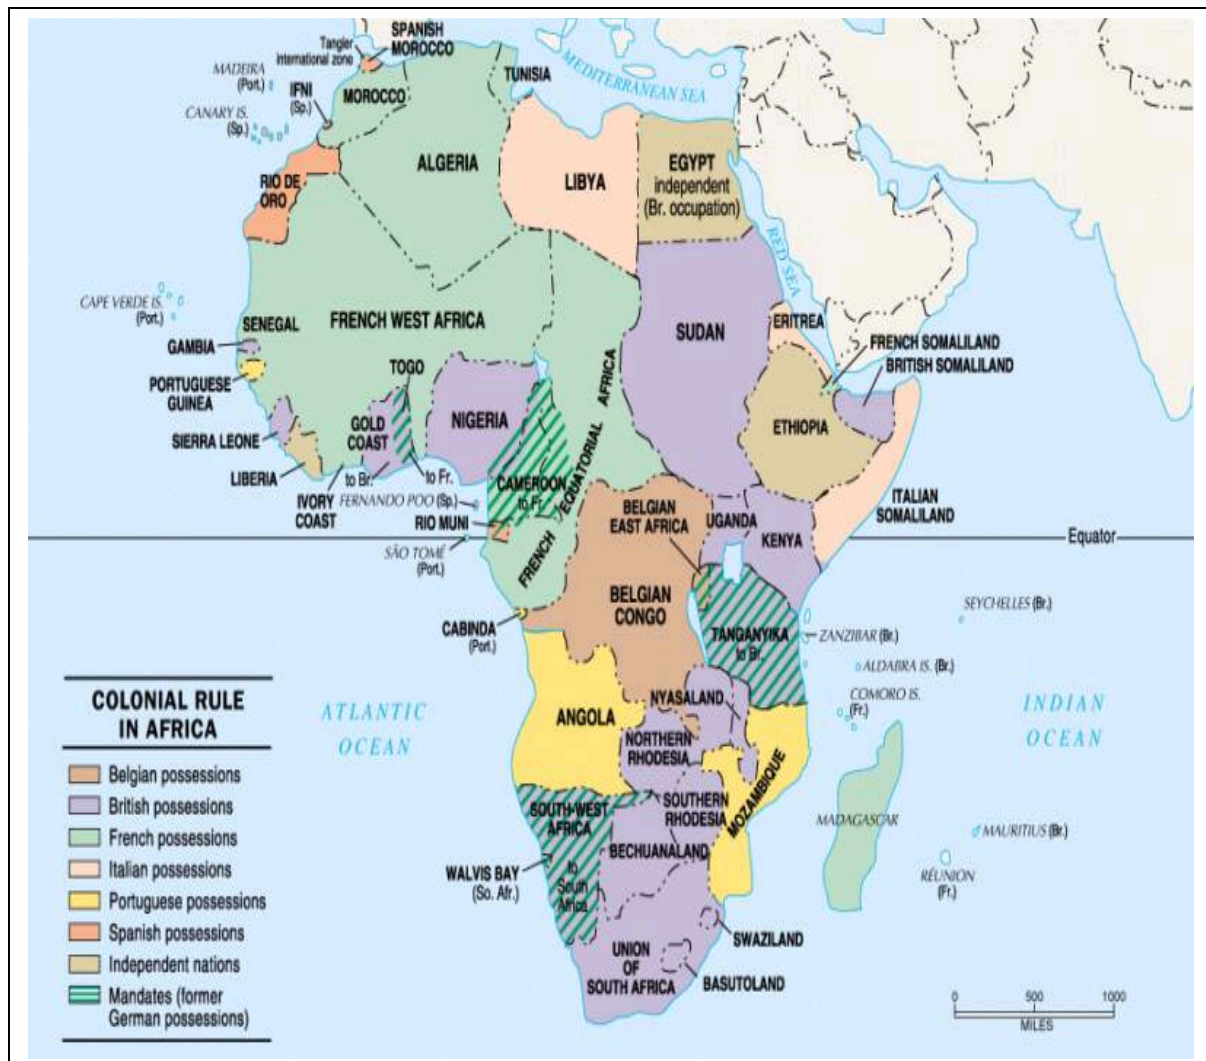 SPANISH
MOROCCO
Tangier
international zone
MADEIRA
(Port.)
IFNI
(Sp.)
MOROCCO
TUNISIA
MEDITERRANEAN SEA
CANARY IS.
(Sp.)
ALGERIA
LIBYA
EGYPT
independent
(Br. occupation)
RIO DE
ORO
RED SEA
CAPE VERDE IS.
(Port.)
SENEGAL
FRENCH WEST AFRICA
SUDAN
ERITREA
GAMBIA
FRENCH SOMALILAND
BRITISH SOMALILAND
TOGO
PORTUGUESE
GUINEA
NIGERIA
GOLD
COAST
ETHIOPIA
SIERRA LEONE
LIBERIA
to Br.
to Fr.
CAMEROON
to Fr.
FRENCH EQUATORIAL AFRICA
IVORY
COAST
FERNANDO POO (Sp.)
RIO MUNI
BELGIAN
EAST AFRICA
UGANDA
KENYA
ITALIAN
SOMALILAND
Equator
SÃO TOMÉ
(Port.)
BELGIAN
CONGO
SEYCHELLES (Br.)
CABINDA
(Port.)
TANGANYIKA
to Br.
ZANZIBAR (Br.)
ALDABRA IS. (Br.)
COMORO IS.
(Fr.)
NYASALAND
ANGOLA
NORTHERN
RHODESIA
MOZAMBIQUE
ATLANTIC
OCEAN
INDIAN
OCEAN
SOUTH-WEST
AFRICA
to
South
Africa
SOUTHERN
RHODESIA
BECHUANALAND
MADAGASCAR
MAURITIUS (Br.)
RÉUNION
(Fr.)
WALVIS BAY
(So. Afr.)
SWAZILAND
UNION
OF
SOUTH AFRICA
BASUTOLAND
COLONIAL RULE
IN AFRICA
Belgian possessions
British possessions
French possessions
Italian possessions
Portuguese possessions
Spanish possessions
Independent nations
Mandates (former
German possessions)
0 500 1000
MILES